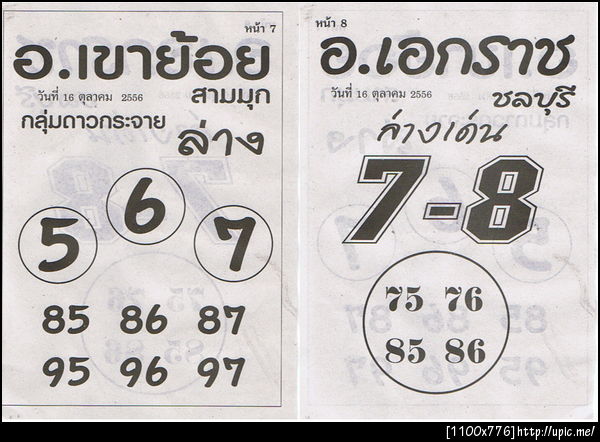 หน้า 7
อ.เขาย้อย
วันที่ 16 ตุลาคม 2556
สามมุก
กลุ่มดาวกระจาย
ล่าง
5 6 7
85 86 87
95 96 97
หน้า 8
อ.เอกราช
วันที่ 16 ตุลาคม 2556
ชลบุรี
ล่างเด่น
7-8
75 76
85 86
[1100x776]http://upic.me/